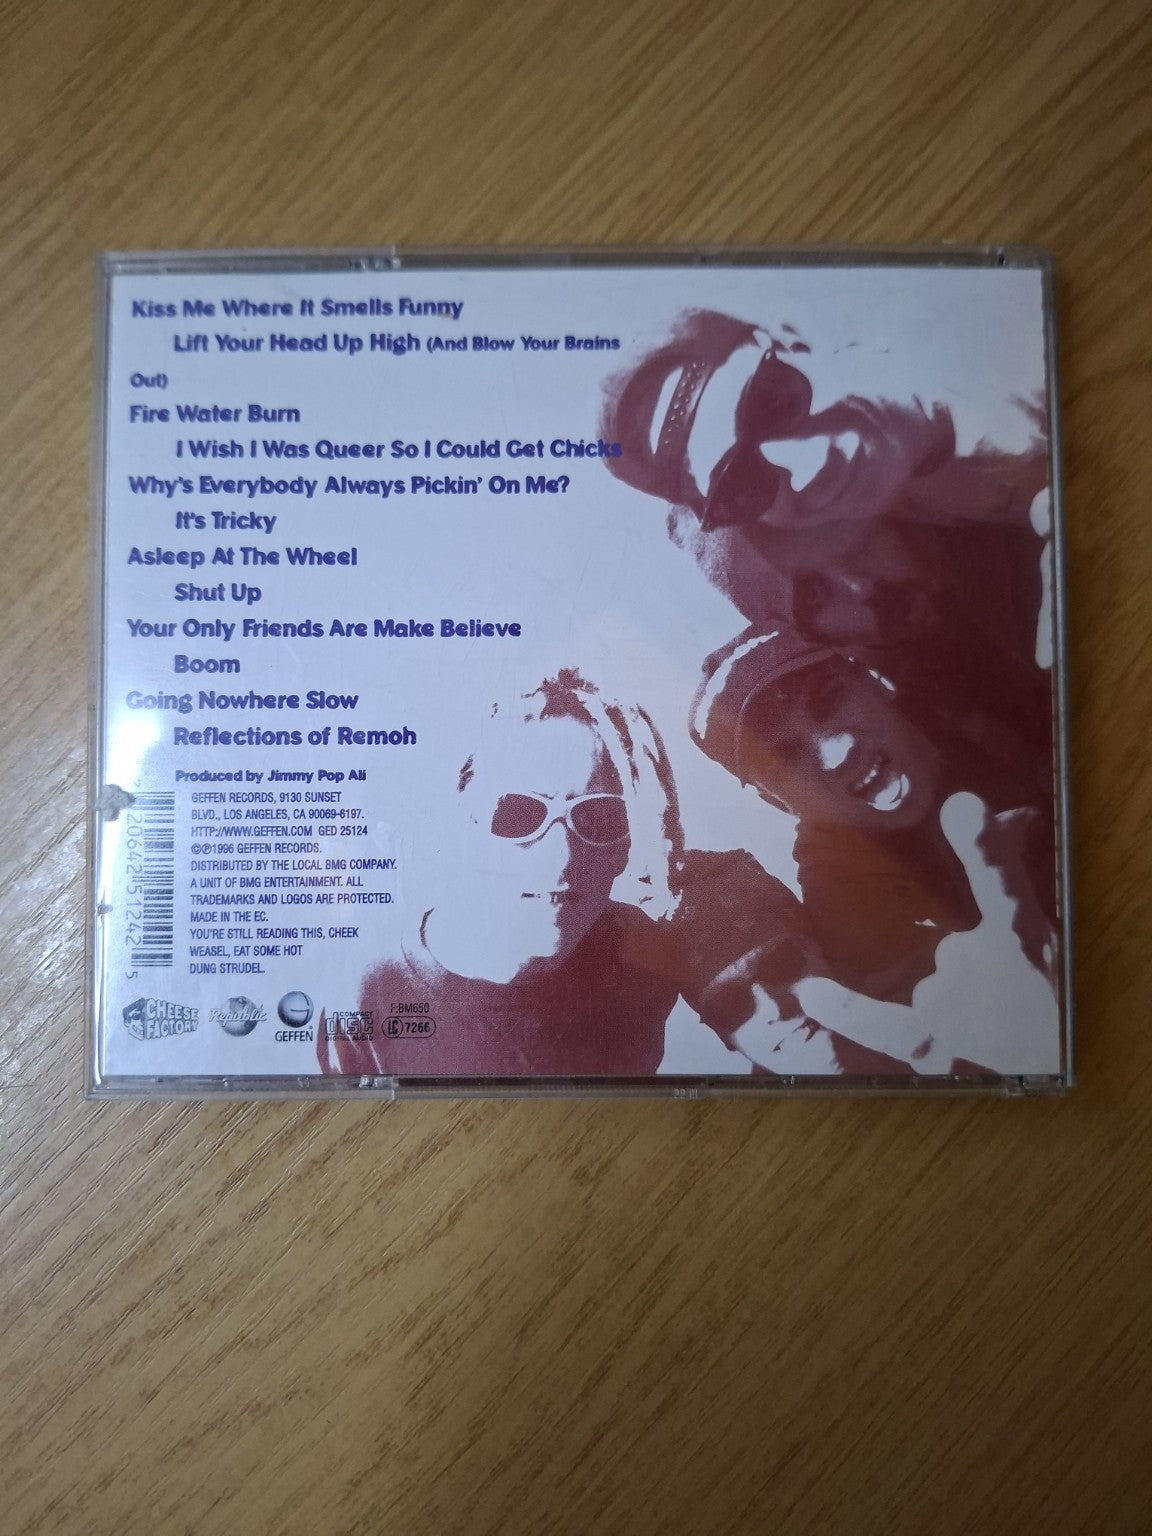 Kiss Me Where It Smells Funny
Lift Your Head Up High (And Blow Your Brains
Out)
Fire Water Burn
I Wish I Was Queer So I Could Get Chicks
Why's Everybody Always Pickin' On Me?
It's Tricky
Asleep At The Wheel
Shut Up
Your Only Friends Are Make Believe
Boom
Going Nowhere Slow
Reflections of Remoh
Produced by Jimmy Pop Ali
GEFFEN RECORDS, 9130 SUNSET
BLVD., LOS ANGELES, CA 90069-6197.
HTTP://WWW.GEFFEN.COM GED 25124
©℗1996 GEFFEN RECORDS.
DISTRIBUTED BY THE LOCAL BMG COMPANY.
A UNIT OF BMG ENTERTAINMENT. ALL
TRADEMARKS AND LOGOS ARE PROTECTED.
MADE IN THE EC.
YOU'RE STILL READING THIS, CHEEK
WEASEL, EAT SOME HOT
DUNG STRUDEL.
7 20642 51242 5
CHEESE
FACTORY
Republic
GEFFEN
COMPACT
disc
DIGITAL AUDIO
F:BM650
LC 7266